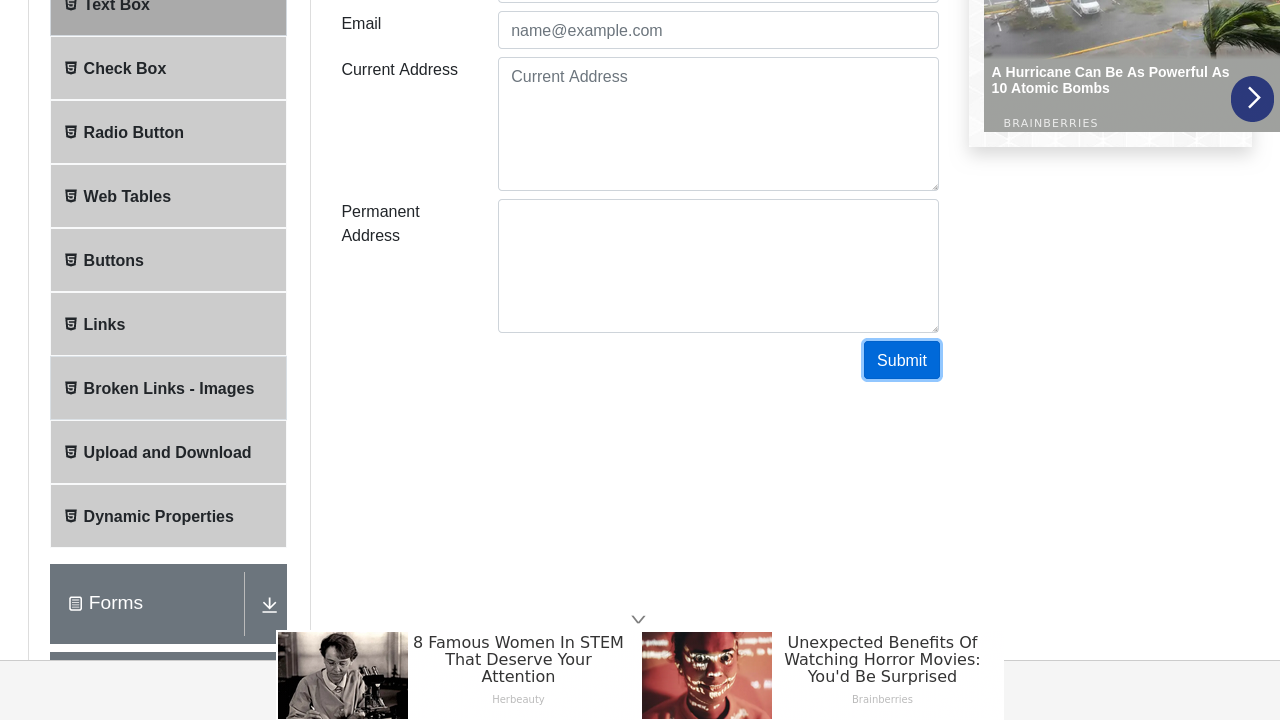 Text Box
Check Box
Radio Button
Web Tables
Buttons
Links
Broken Links - Images
Upload and Download
Dynamic Properties
Forms
Email
name@example.com
Current Address
Current Address
Permanent
Address
Submit
A Hurricane Can Be As Powerful As
10 Atomic Bombs
BRAINBERRIES
8 Famous Women In STEM
That Deserve Your
Attention
Herbeauty
Unexpected Benefits Of
Watching Horror Movies:
You'd Be Surprised
Brainberries